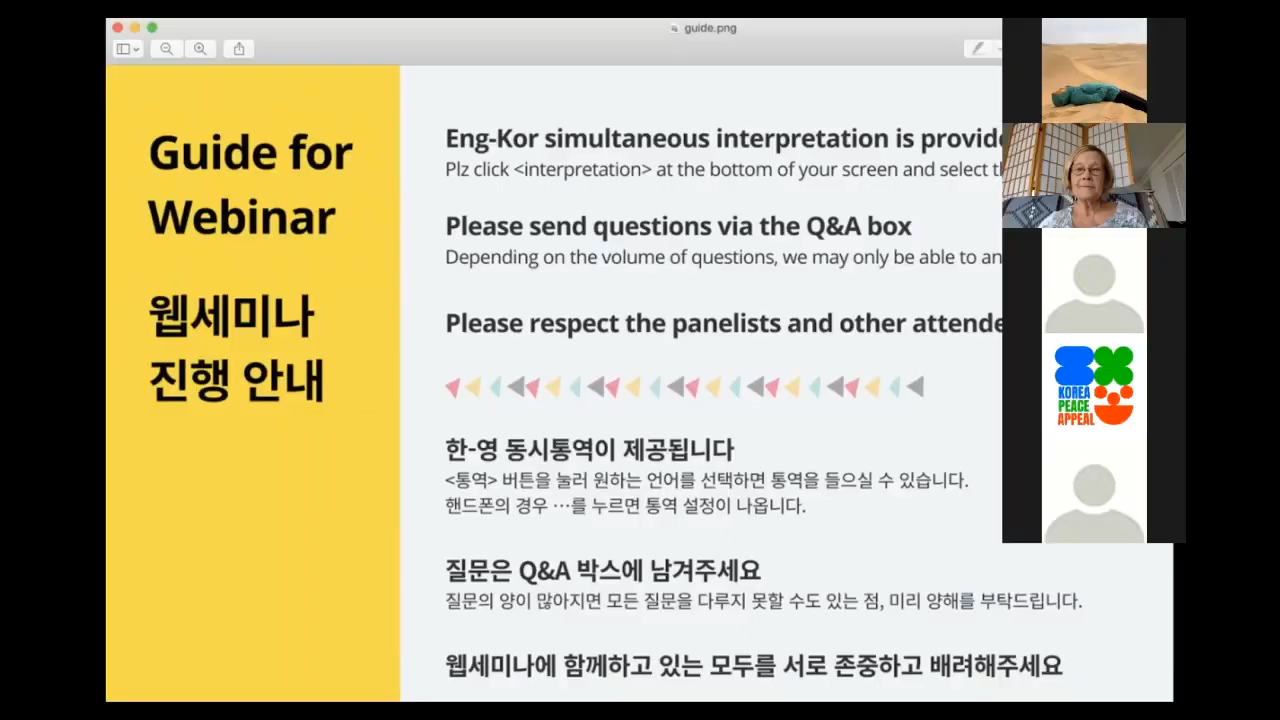 guide.png
Guide for
Webinar
웹세미나
진행 안내
Eng-Kor simultaneous interpretation is provide
Plz click <interpretation> at the bottom of your screen and select t
Please send questions via the Q&A box
Depending on the volume of questions, we may only be able to an
Please respect the panelists and other attende
한-영 동시통역이 제공됩니다
<통역> 버튼을 눌러 원하는 언어를 선택하면 통역을 들으실 수 있습니다.
핸드폰의 경우 …를 누르면 통역 설정이 나옵니다.
질문은 Q&A 박스에 남겨주세요
질문의 양이 많아지면 모든 질문을 다루지 못할 수도 있는 점, 미리 양해를 부탁드립니다.
웹세미나에 함께하고 있는 모두를 서로 존중하고 배려해주세요
KOREA
PEACE
APPEAL